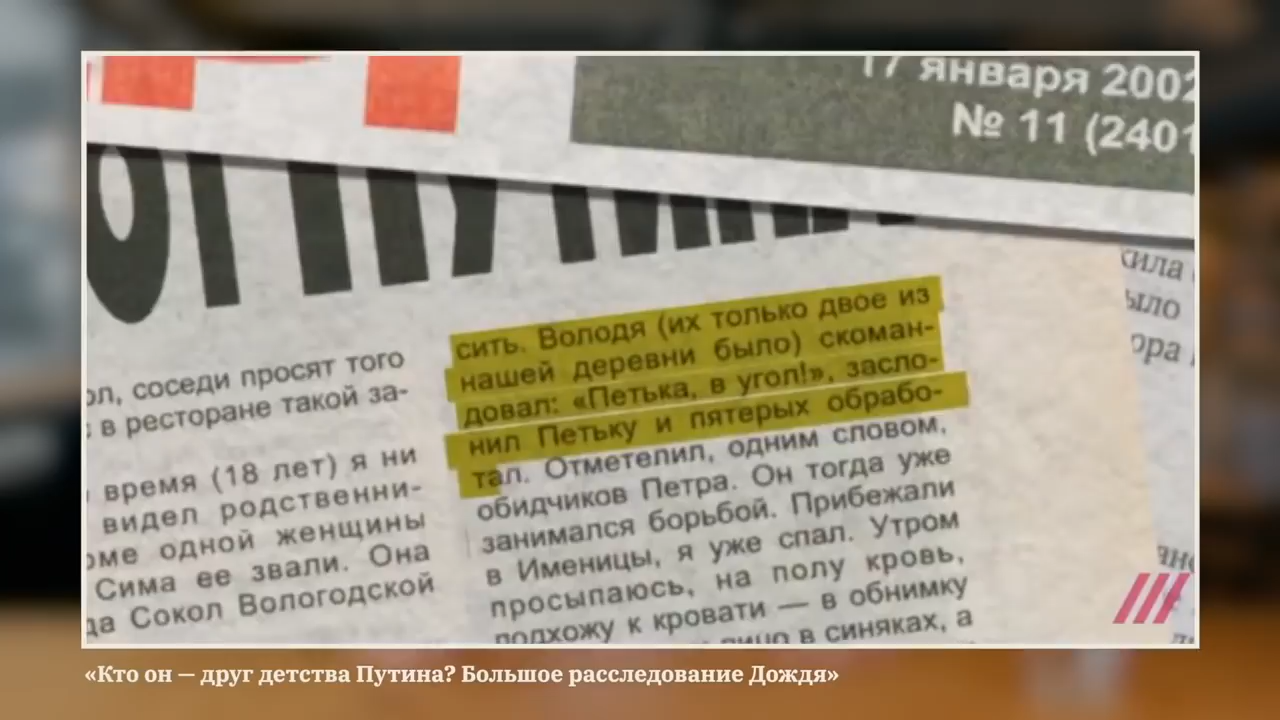 17 января 2002
№ 11 (2401
ол, соседи просят того
в ресторане такой за-
время (18 лет) я ни
видел родственни-
оме одной женщины
Сима ее звали. Она
да Сокол Вологодской
сить. Володя (их только двое из
нашей деревни было) скоман-
довал: «Петька, в угол!», засло-
нил Петьку и пятерых обрабо-
тал. Отметелил, одним словом,
обидчиков Петра. Он тогда уже
занимался борьбой. Прибежали
в Именицы, я уже спал. Утром
просыпаюсь, на полу кровь,
подхожу к кровати — в обнимку
в синяках, а
жила
ыло
ора
«Кто он — друг детства Путина? Большое расследование Дождя»